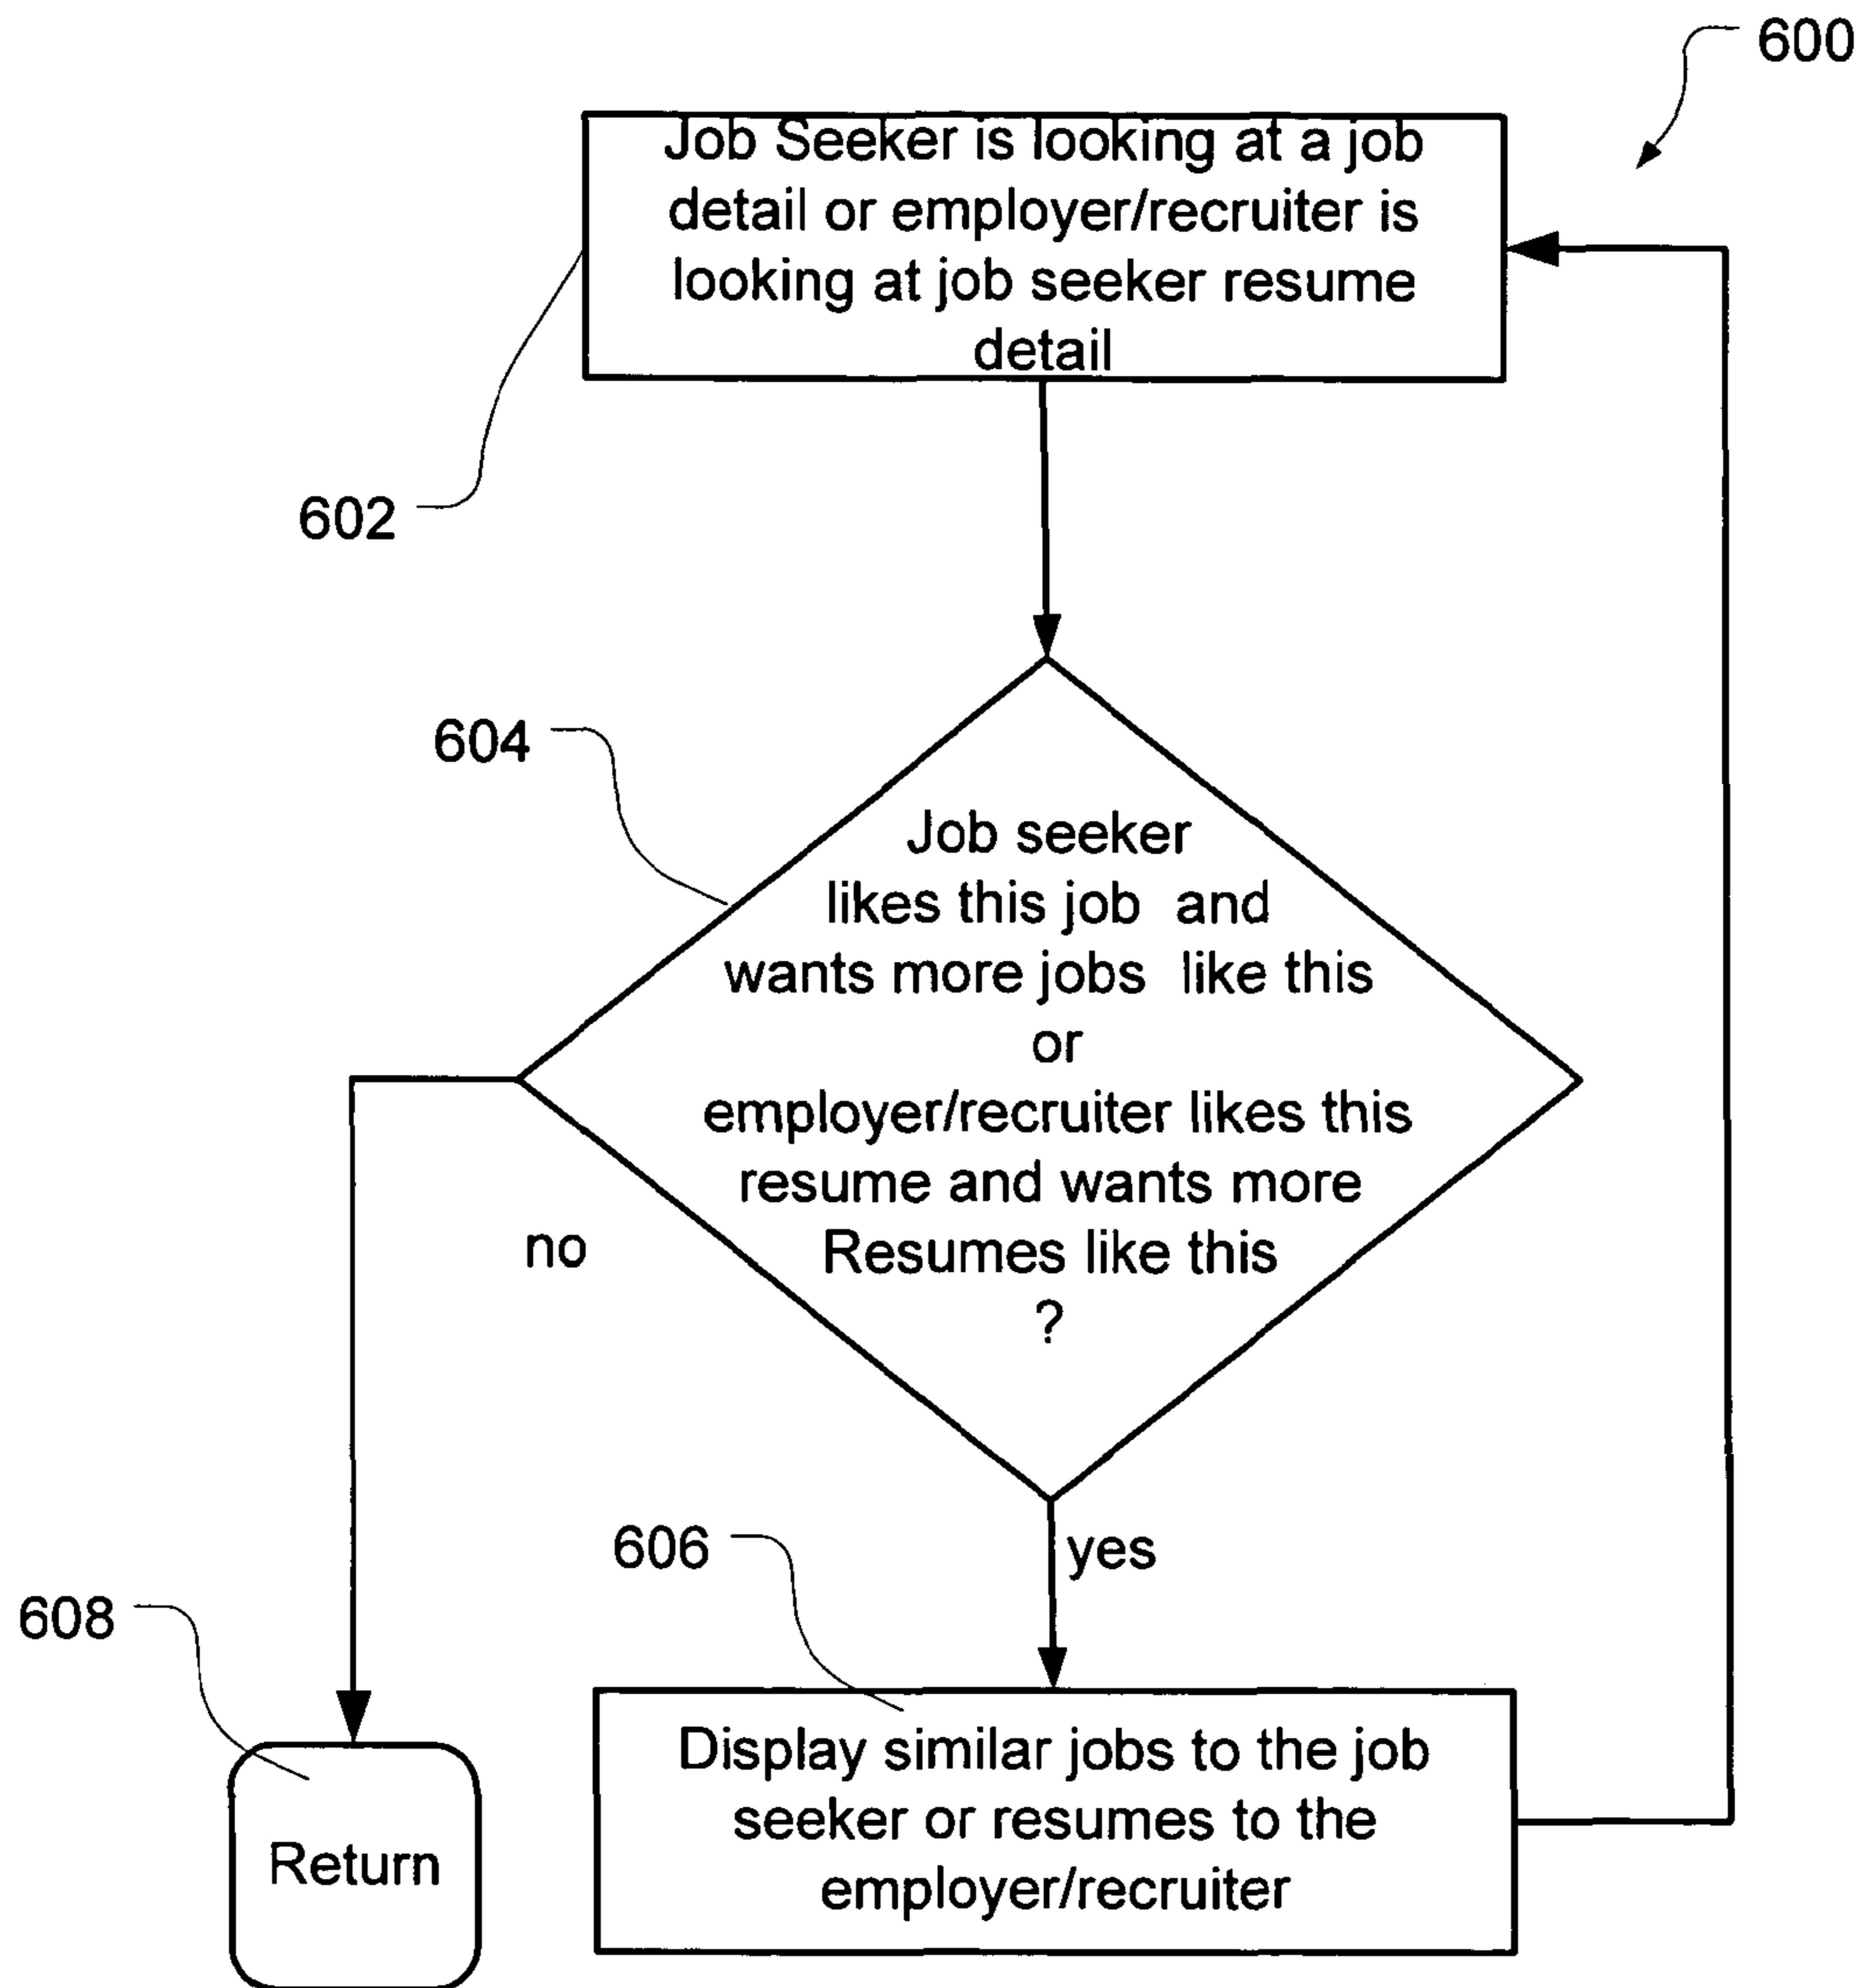 600
Job Seeker is looking at a job
detail or employer/recruiter is
looking at job seeker resume
detail
602
604
Job seeker
likes this job and
wants more jobs like this
or
employer/recruiter likes this
resume and wants more
Resumes like this
?
no
yes
606
608
Display similar jobs to the job
seeker or resumes to the
employer/recruiter
Return